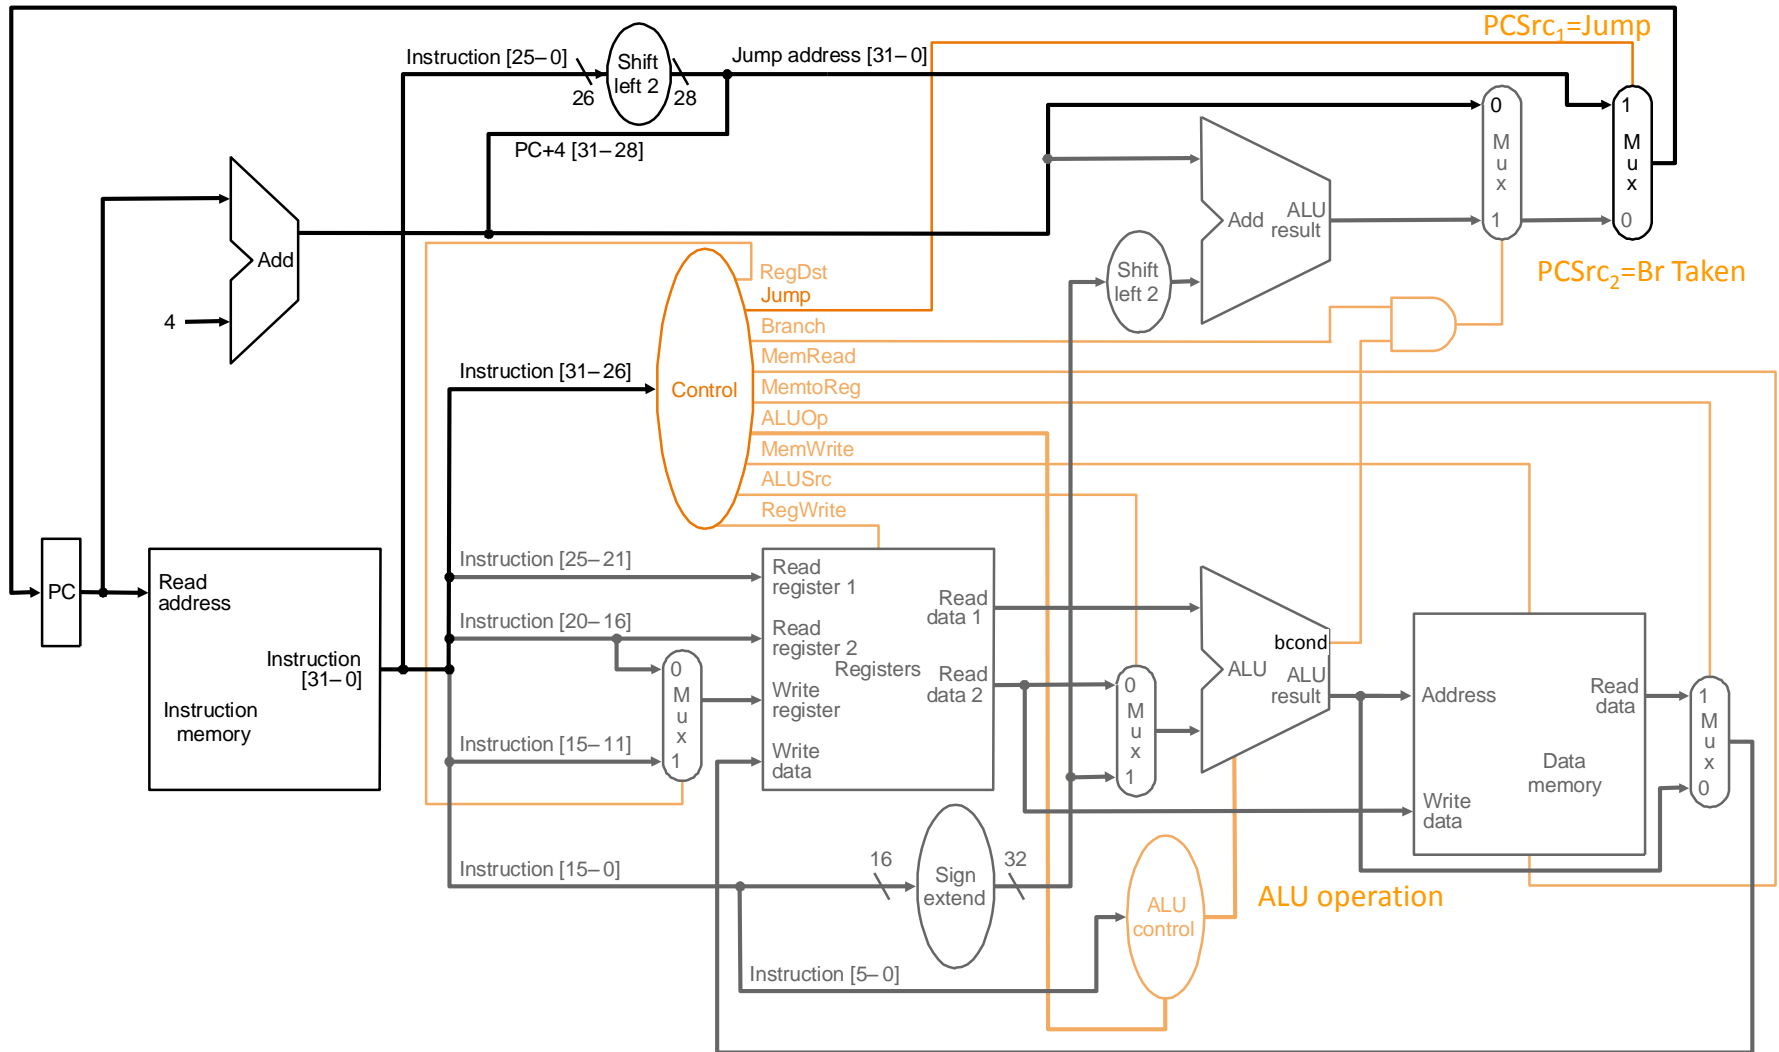 PCSrc1=Jump
Instruction [25–0]
Shift
left 2
Jump address [31–0]
26
28
PC+4 [31–28]
0
M
u
x
1
1
M
u
x
0
Add
ALU
result
Add
4
Shift
left 2
PCSrc2=Br Taken
RegDst
Jump
Branch
MemRead
MemtoReg
ALUOp
MemWrite
ALUSrc
RegWrite
Instruction [31–26]
Control
PC
Read
address
Instruction
[31–0]
Instruction
memory
Instruction [25–21]
Instruction [20–16]
Instruction [15–11]
0
M
u
x
1
Read
register 1
Read
register 2
Registers
Write
register
Write
data
Read
data 1
Read
data 2
0
M
u
x
1
bcond
ALU
ALU
result
Address
Read
data
Data
memory
Write
data
1
M
u
x
0
Instruction [15–0]
16
Sign
extend
32
ALU
control
ALU operation
Instruction [5–0]